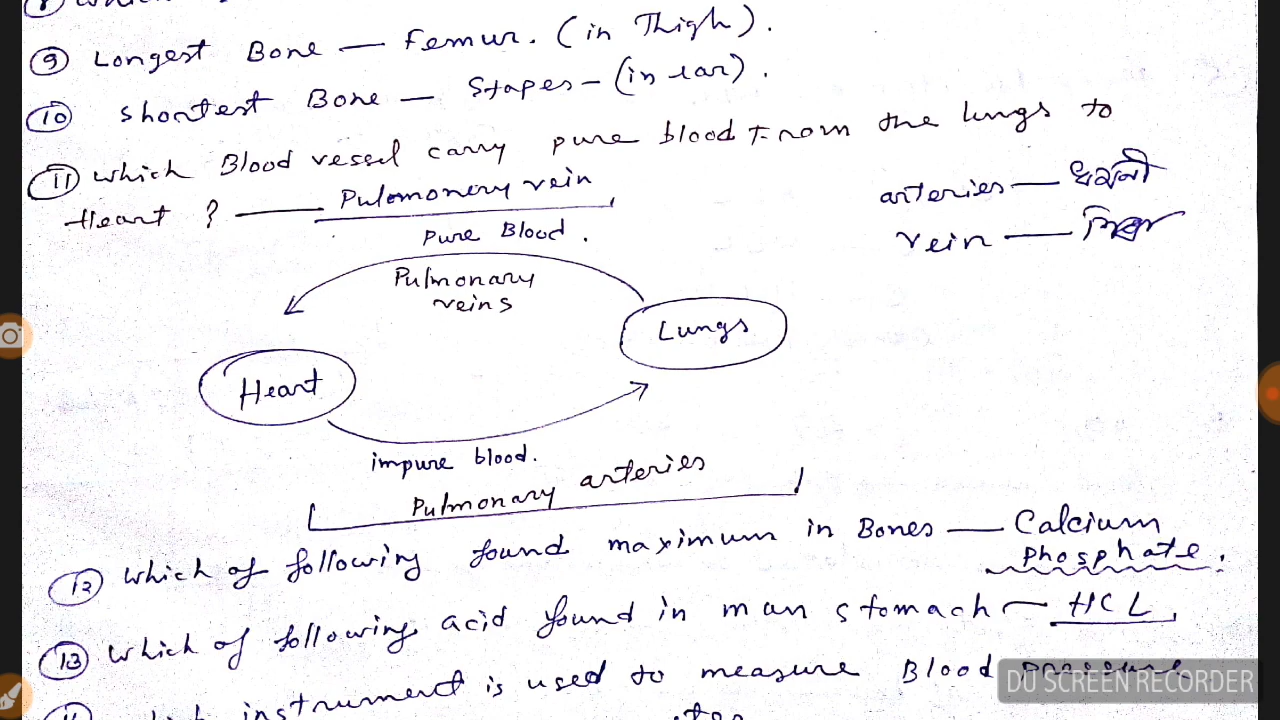 ⑨ Longest Bone — Femur. (in Thigh).
⑩ Shortest Bone — Stapes – (in ear).
⑪ Which Blood vessel carry pure blood from the lungs to
Heart ? — Pulomonery vein
arteries — ধমনী
vein — শিরা
Pure Blood.
Pulmonary
veins
Lungs
Heart
impure blood.
Pulmonary arteries
⑫ Which of following found maximum in Bones — Calcium
Phosphate.
⑬ Which of following acid found in man stomach — HCL
instrument is used to measure Blood pressure
DU SCREEN RECORDER